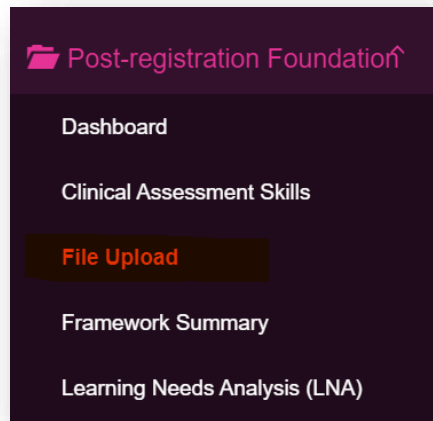 Post-registration Foundation
Dashboard
Clinical Assessment Skills
File Upload
Framework Summary
Learning Needs Analysis (LNA)